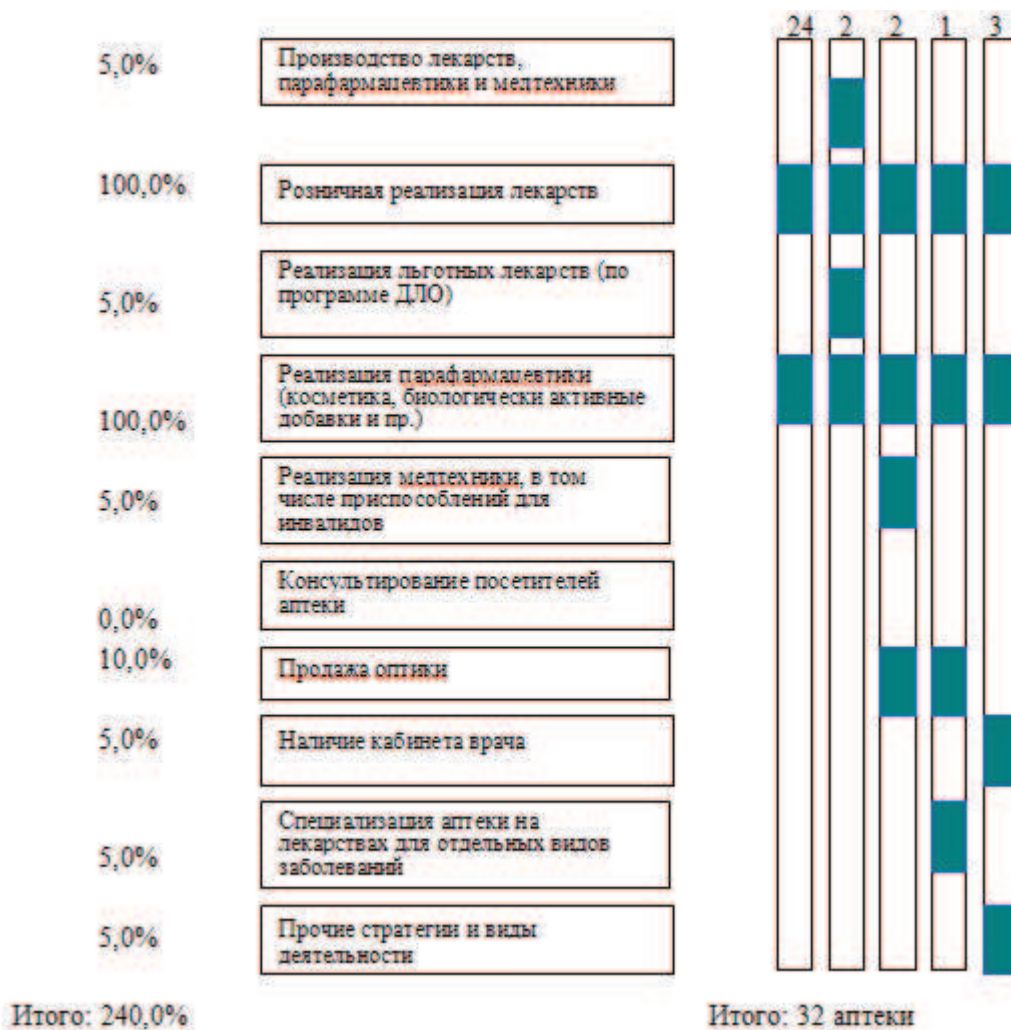 24 2 2 1 3
5,0%
Производство лекарств,
парафармацевтики и медтехники
100,0%
Розничная реализация лекарств
5,0%
Реализация льготных лекарств (по
программе ДЛО)
100,0%
Реализация парафармацевтики
(косметика, биологически активные
добавки и пр.)
5,0%
Реализация медтехники, в том
числе приспособлений для
инвалидов
0,0%
Консультирование посетителей
аптеки
10,0%
Продажа оптики
5,0%
Наличие кабинета врача
5,0%
Специализация аптеки на
лекарствах для отдельных видов
заболеваний
5,0%
Прочие стратегии и виды
деятельности
Итого: 240,0%
Итого: 32 аптеки